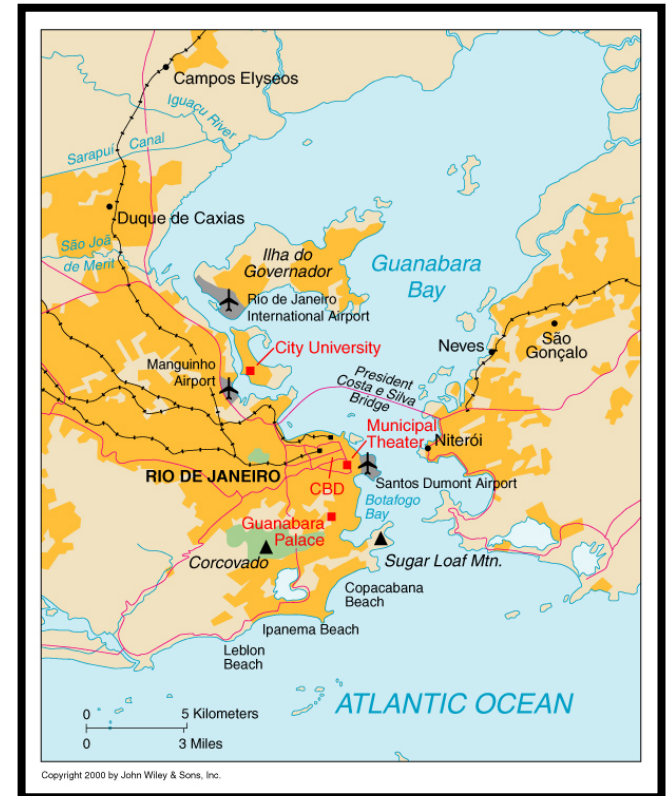 Campos Elyseos
Iguaçu River
Sarapuí Canal
Duque de Caxias
São Joã
de Merit
Ilha do
Governador
Guanabara
Bay
Rio de Janeiro
International Airport
City University
Neves
São
Gonçalo
Manguinho
Airport
President
Costa e Silva
Bridge
Municipal
Theater
Niterói
RIO DE JANEIRO
CBD
Santos Dumont Airport
Botafogo
Bay
Guanabara
Palace
Corcovado
Sugar Loaf Mtn.
Copacabana
Beach
Ipanema Beach
Leblon
Beach
ATLANTIC OCEAN
0 5 Kilometers
0 3 Miles
Copyright 2000 by John Wiley & Sons, Inc.